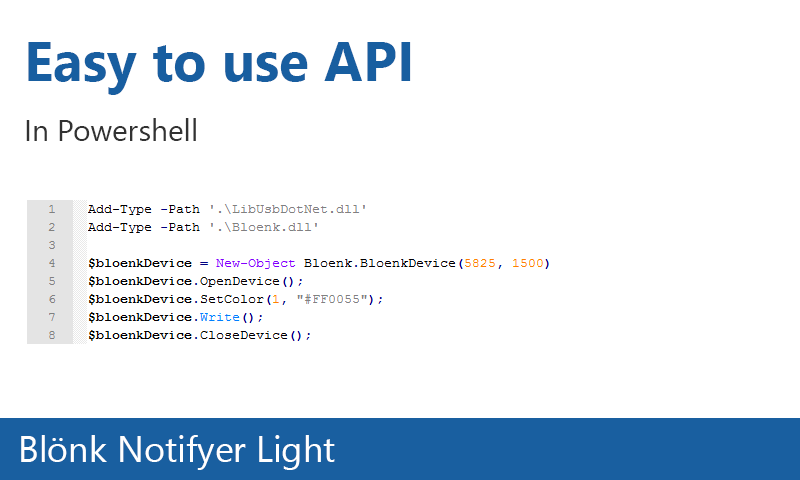 Easy to use API
In Powershell
1 Add-Type -Path '.\LibUsbDotNet.dll'
2 Add-Type -Path '.\Bloenk.dll'
3
4 $bloenkDevice = New-Object Bloenk.BloenkDevice(5825, 1500)
5 $bloenkDevice.OpenDevice();
6 $bloenkDevice.SetColor(1, "#FF0055");
7 $bloenkDevice.Write();
8 $bloenkDevice.CloseDevice();
Blönk Notifyer Light